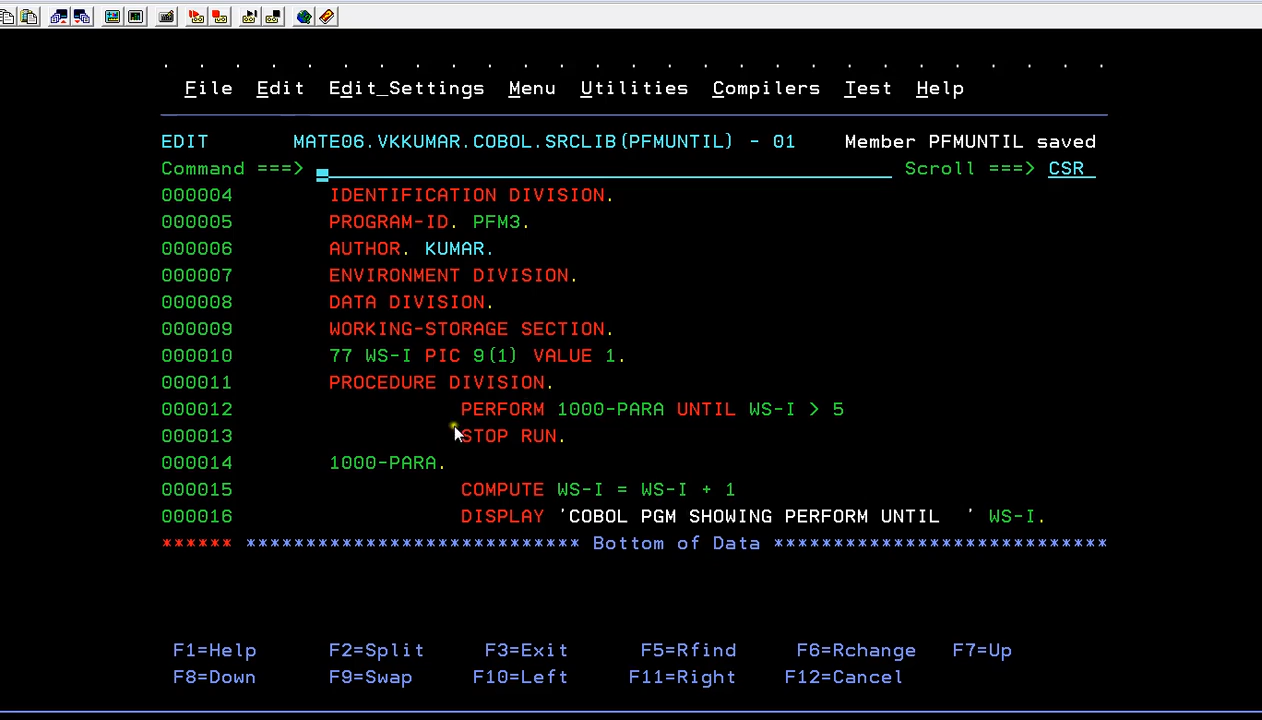 . . . . . . . . . . . . . . . . . . . . . . . . . . .
File Edit Edit_Settings Menu Utilities Compilers Test Help
EDIT MATE06.VKKUMAR.COBOL.SRCLIB(PFMUNTIL) - 01 Member PFMUNTIL saved
Command ===> Scroll ===> CSR
000004 IDENTIFICATION DIVISION.
000005 PROGRAM-ID. PFM3.
000006 AUTHOR. KUMAR.
000007 ENVIRONMENT DIVISION.
000008 DATA DIVISION.
000009 WORKING-STORAGE SECTION.
000010 77 WS-I PIC 9(1) VALUE 1.
000011 PROCEDURE DIVISION.
000012 PERFORM 1000-PARA UNTIL WS-I > 5
000013 STOP RUN.
000014 1000-PARA.
000015 COMPUTE WS-I = WS-I + 1
000016 DISPLAY 'COBOL PGM SHOWING PERFORM UNTIL  ' WS-I.
****** **************************** Bottom of Data ****************************
F1=Help F2=Split F3=Exit F5=Rfind F6=Rchange F7=Up
F8=Down F9=Swap F10=Left F11=Right F12=Cancel